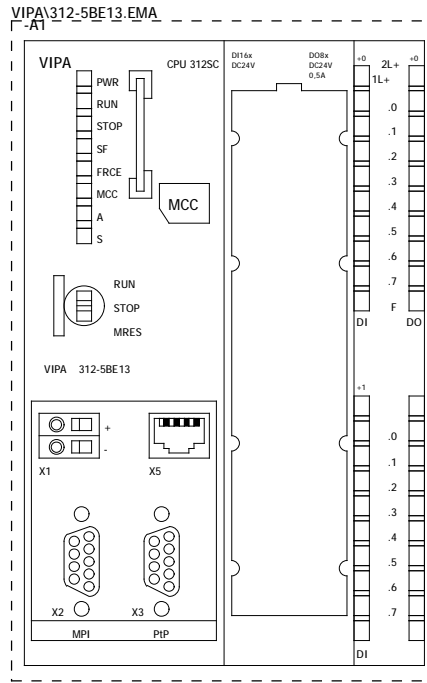 VIPA\312-5BE13.EMA
-A1
VIPA CPU 312SC
PWR
RUN
STOP
SF
FRCE
MCC
A
S
MCC
RUN
STOP
MRES
VIPA 312-5BE13
+
-
X1 X5
X2 X3
MPI PtP
DI16x DO8x
DC24V DC24V
0,5A
+0 +0
2L+
1L+
.0
.1
.2
.3
.4
.5
.6
.7
F
DI DO
+1
.0
.1
.2
.3
.4
.5
.6
.7
DI